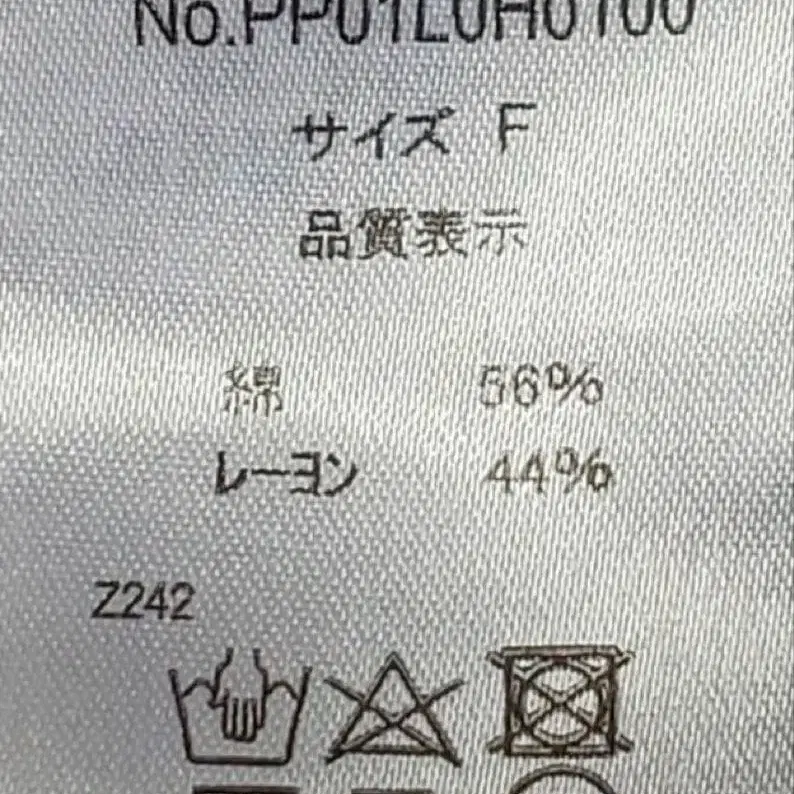 No.PP01L0H0100
サイズ F
品質表示
綿 56%
レーヨン 44%
Z242